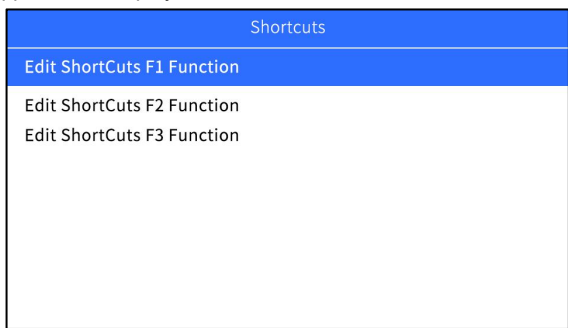 Shortcuts
Edit ShortCuts F1 Function
Edit ShortCuts F2 Function
Edit ShortCuts F3 Function